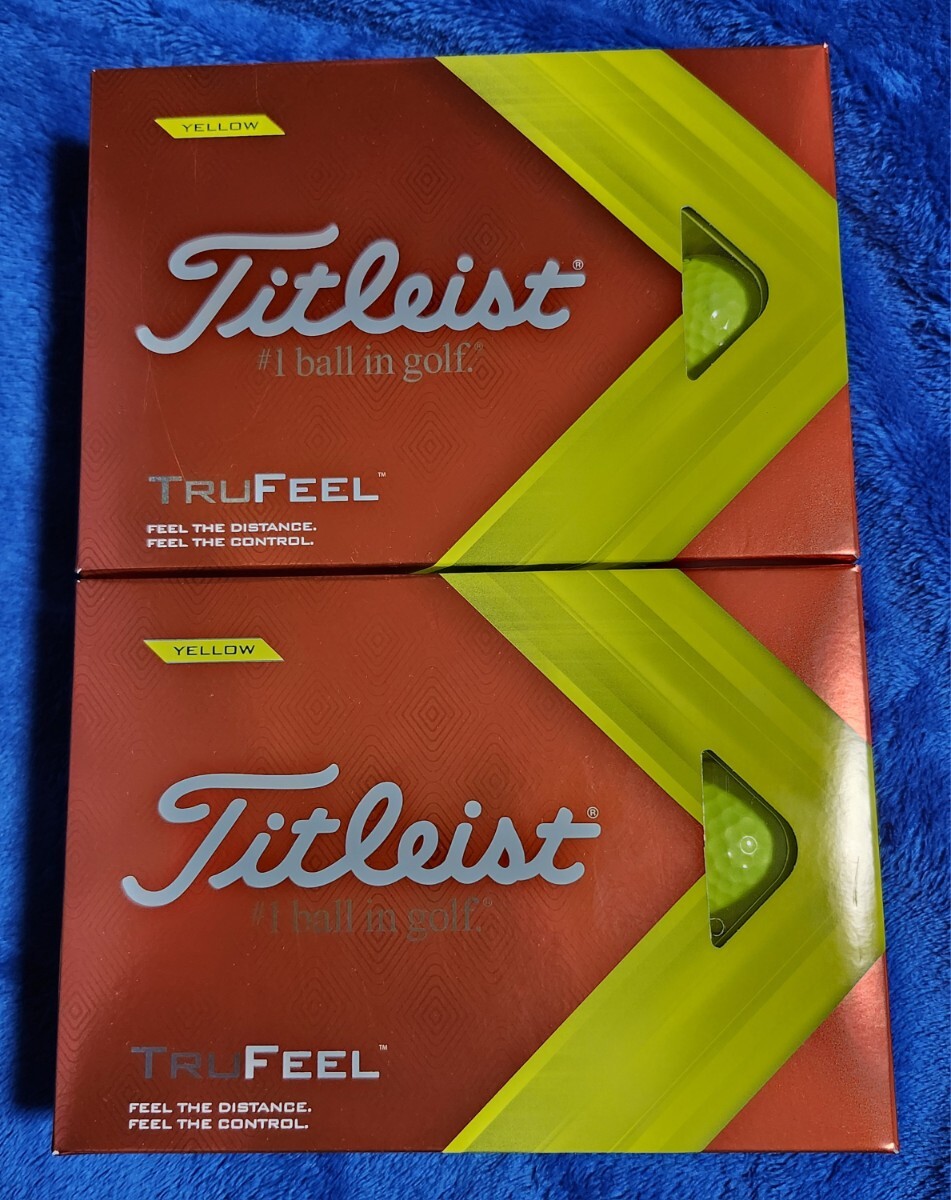 YELLOW
Titleist®
#1 ball in golf.®
TRUFEEL™
FEEL THE DISTANCE.
FEEL THE CONTROL.
YELLOW
Titleist®
#1 ball in golf.®
TRUFEEL™
FEEL THE DISTANCE.
FEEL THE CONTROL.